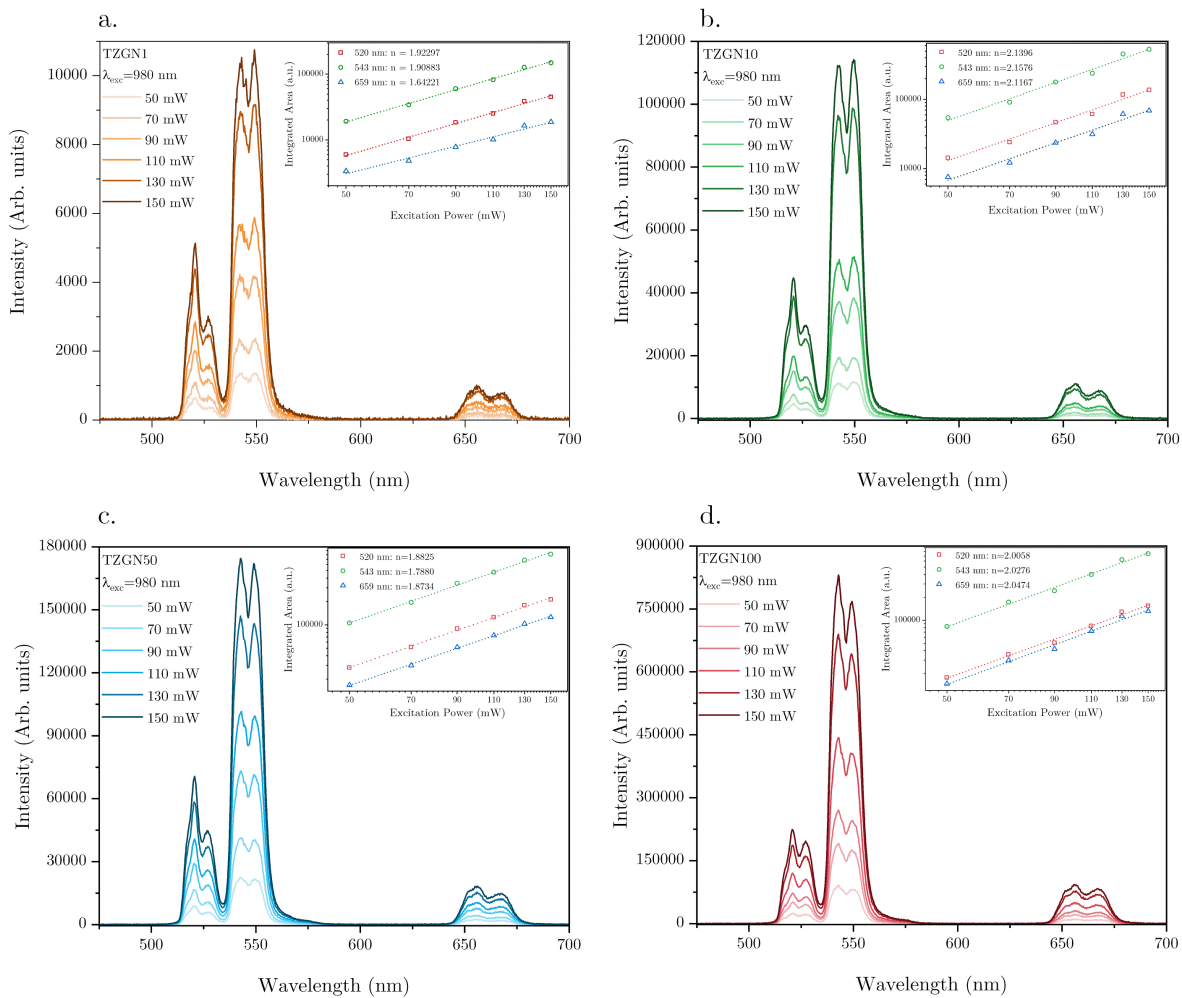 a.
TZGN1
λexc=980 nm
50 mW
70 mW
90 mW
110 mW
130 mW
150 mW
Intensity (Arb. units)
10000
8000
6000
4000
2000
0
500
550
600
650
700
Wavelength (nm)
520 nm: n = 1.92297
543 nm: n = 1.90883
659 nm: n = 1.64221
Integrated Area (a.u.)
100000
10000
50
70
90
110
130
150
Excitation Power (mW)
b.
TZGN10
λexc=980 nm
50 mW
70 mW
90 mW
110 mW
130 mW
150 mW
Intensity (Arb. units)
120000
100000
80000
60000
40000
20000
0
500
550
600
650
700
Wavelength (nm)
520 nm: n=2.1396
543 nm: n=2.1576
659 nm: n=2.1167
Integrated Area (a.u.)
100000
10000
50
70
90
110
130
150
Excitation Power (mW)
c.
TZGN50
λexc=980 nm
50 mW
70 mW
90 mW
110 mW
130 mW
150 mW
Intensity (Arb. units)
180000
150000
120000
90000
60000
30000
0
500
550
600
650
700
Wavelength (nm)
520 nm: n=1.8825
543 nm: n=1.7880
659 nm: n=1.8734
Integrated Area (a.u.)
100000
50
70
90
110
130
150
Excitation Power (mW)
d.
TZGN100
λexc=980 nm
50 mW
70 mW
90 mW
110 mW
130 mW
150 mW
Intensity (Arb. units)
900000
750000
600000
450000
300000
150000
0
500
550
600
650
700
Wavelength (nm)
520 nm: n=2.0058
543 nm: n=2.0276
659 nm: n=2.0474
Integrated Area (a.u.)
100000
50
70
90
110
130
150
Excitation Power (mW)